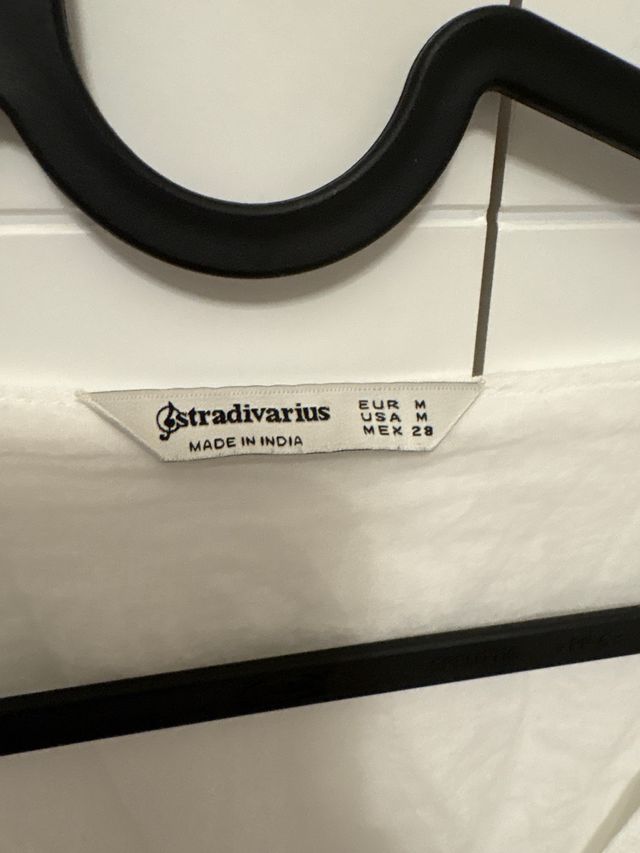 stradivarius
MADE IN INDIA
EUR M
USA M
MEX 28